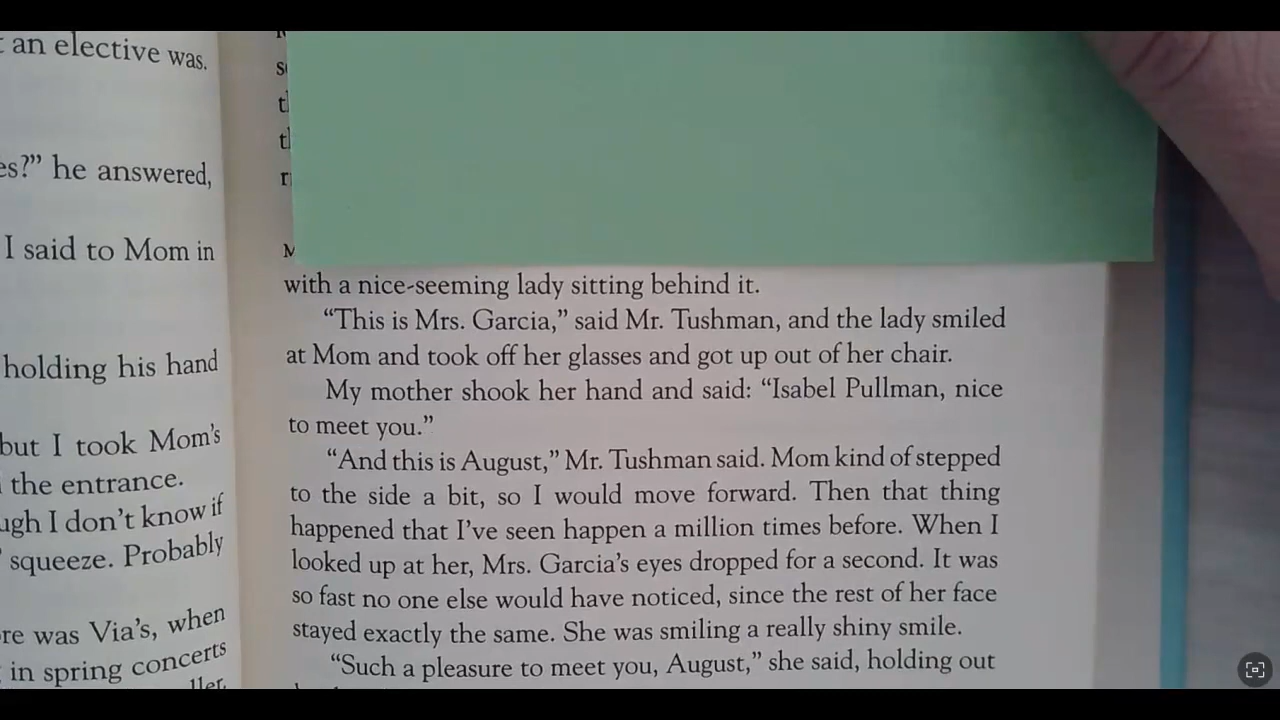 an elective was.
es?” he answered,
I said to Mom in
holding his hand
but I took Mom’s
the entrance.
ugh I don’t know if
squeeze. Probably
re was Via’s, when
in spring concerts
with a nice-seeming lady sitting behind it.
“This is Mrs. Garcia,” said Mr. Tushman, and the lady smiled
at Mom and took off her glasses and got up out of her chair.
My mother shook her hand and said: “Isabel Pullman, nice
to meet you.”
“And this is August,” Mr. Tushman said. Mom kind of stepped
to the side a bit, so I would move forward. Then that thing
happened that I’ve seen happen a million times before. When I
looked up at her, Mrs. Garcia’s eyes dropped for a second. It was
so fast no one else would have noticed, since the rest of her face
stayed exactly the same. She was smiling a really shiny smile.
“Such a pleasure to meet you, August,” she said, holding out